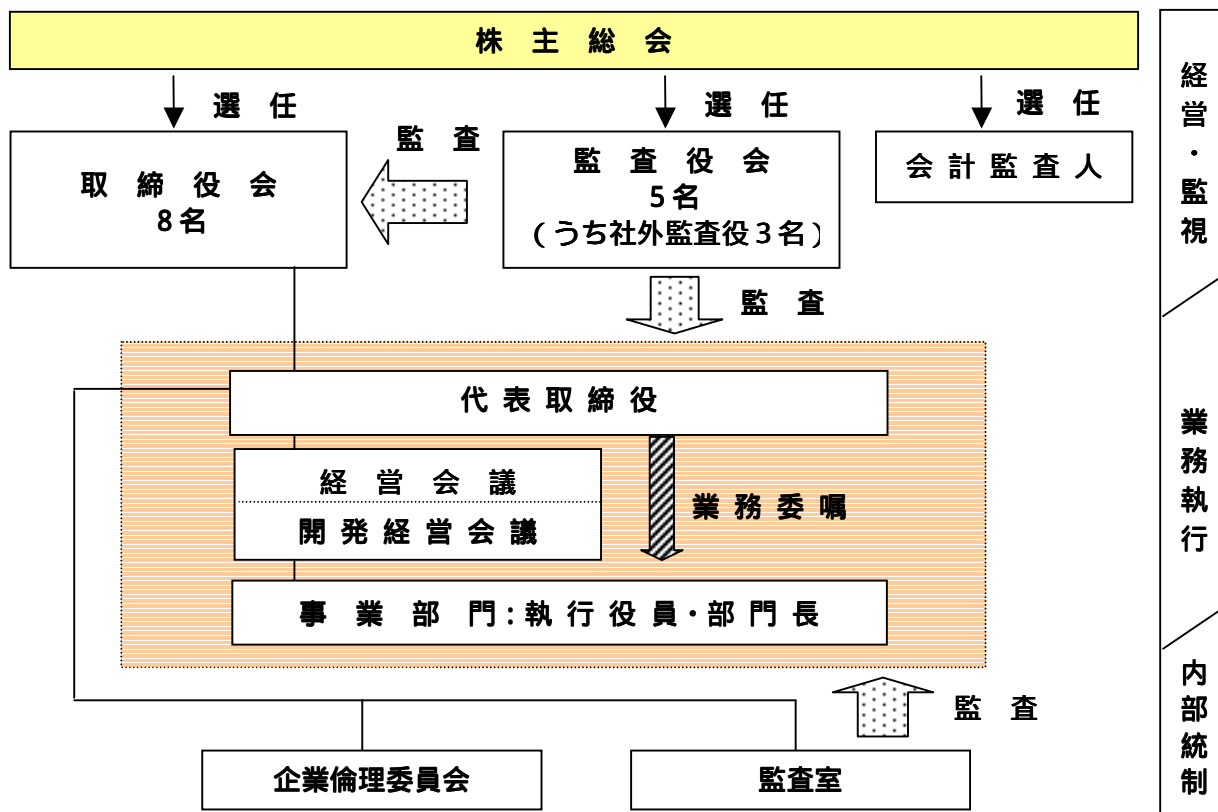 株主総会
選任
選任
選任
監査
取締役会
8名
監査役会
5名
(うち社外監査役3名)
会計監査人
監査
代表取締役
経営会議
開発経営会議
業務委嘱
事業部門:執行役員・部門長
監査
企業倫理委員会
監査室
経営・監視
業務執行
内部統制